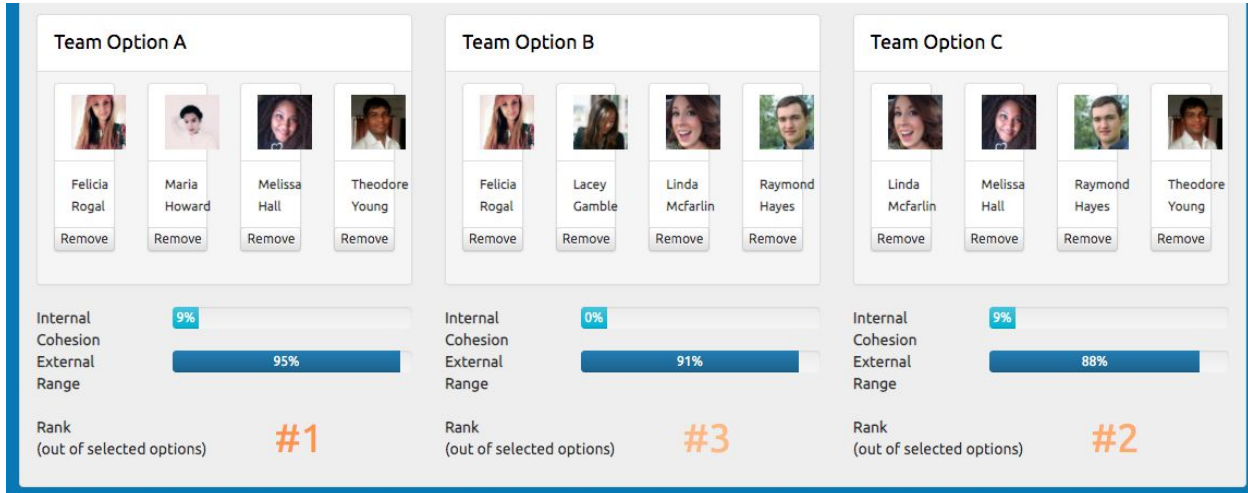 Team Option A
Felicia Rogal
Maria Howard
Melissa Hall
Theodore Young
Remove Remove Remove Remove
Internal Cohesion 9%
External Range 95%
Rank
(out of selected options) #1
Team Option B
Felicia Rogal
Lacey Gamble
Linda Mcfarlin
Raymond Hayes
Remove Remove Remove Remove
Internal Cohesion 0%
External Range 91%
Rank
(out of selected options) #3
Team Option C
Linda Mcfarlin
Melissa Hall
Raymond Hayes
Theodore Young
Remove Remove Remove Remove
Internal Cohesion 9%
External Range 88%
Rank
(out of selected options) #2